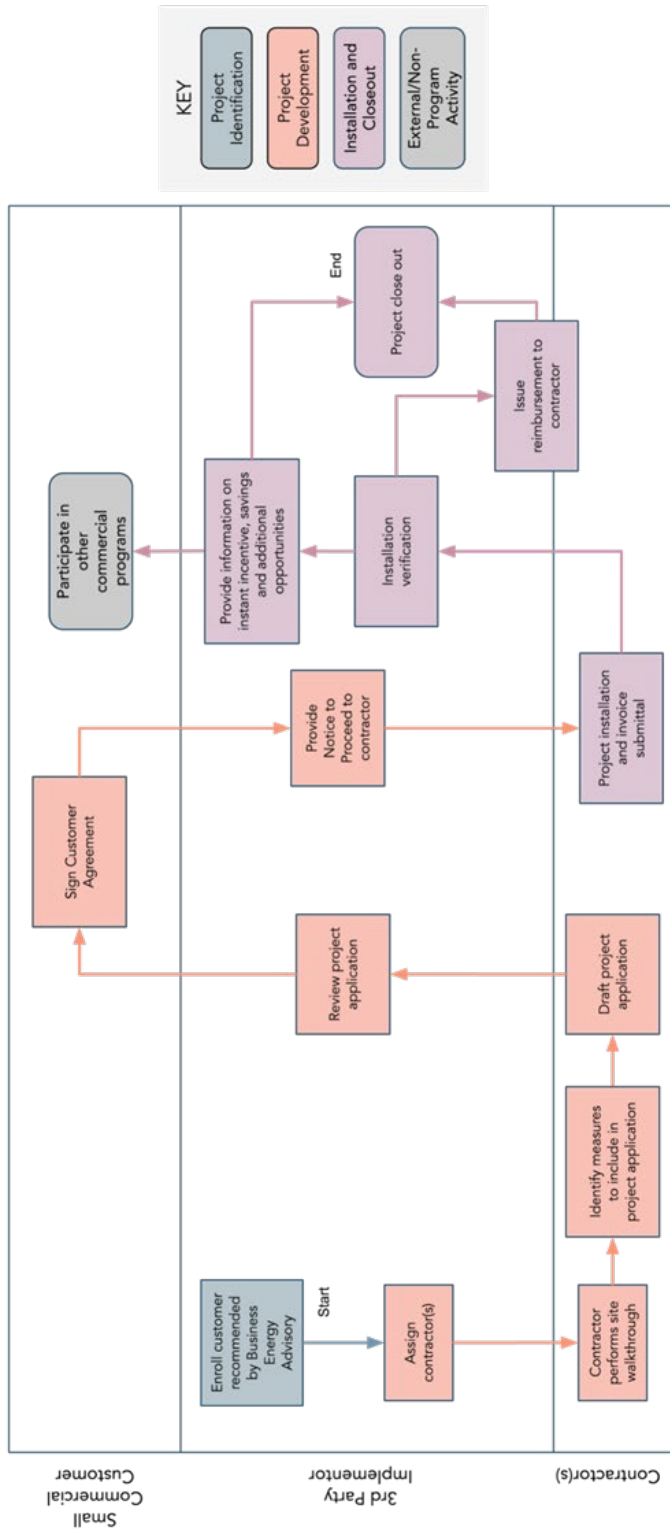 Small
Commercial
Customer
3rd Party
Implementor
Contractor(s)
Enroll customer
recommended
by Business
Energy
Advisory
Start
Assign
contractor(s)
Contractor
performs site
walkthrough
Identify measures
to include in
project application
Draft project
application
Review project
application
Sign Customer
Agreement
Provide
Notice to
Proceed to
contractor
Project installation
and invoice
submittal
Installation
verification
Provide information on
instant incentive, savings
and additional
opportunities
Participate in
other
commercial
programs
Issue
reimbursement to
contractor
Project close out
End
KEY
Project
Identification
Project
Development
Installation and
Closeout
External/Non-
Program
Activity